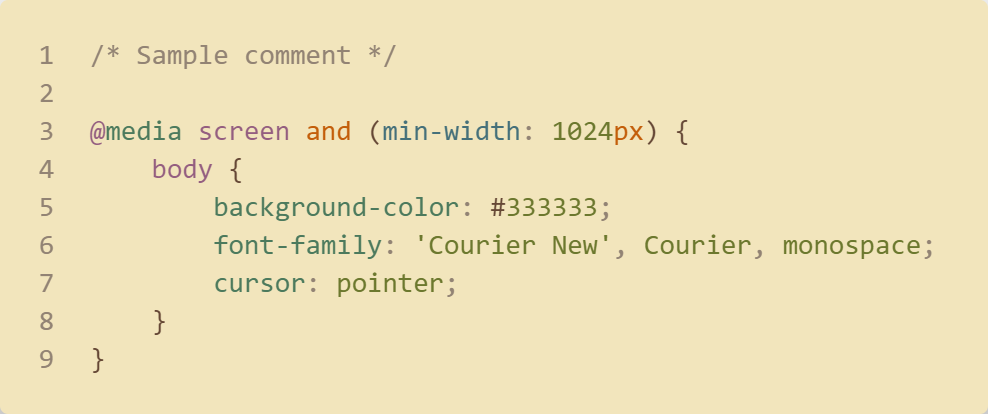 1 /* Sample comment */
2
3 @media screen and (min-width: 1024px) {
4     body {
5         background-color: #333333;
6         font-family: 'Courier New', Courier, monospace;
7         cursor: pointer;
8     }
9 }